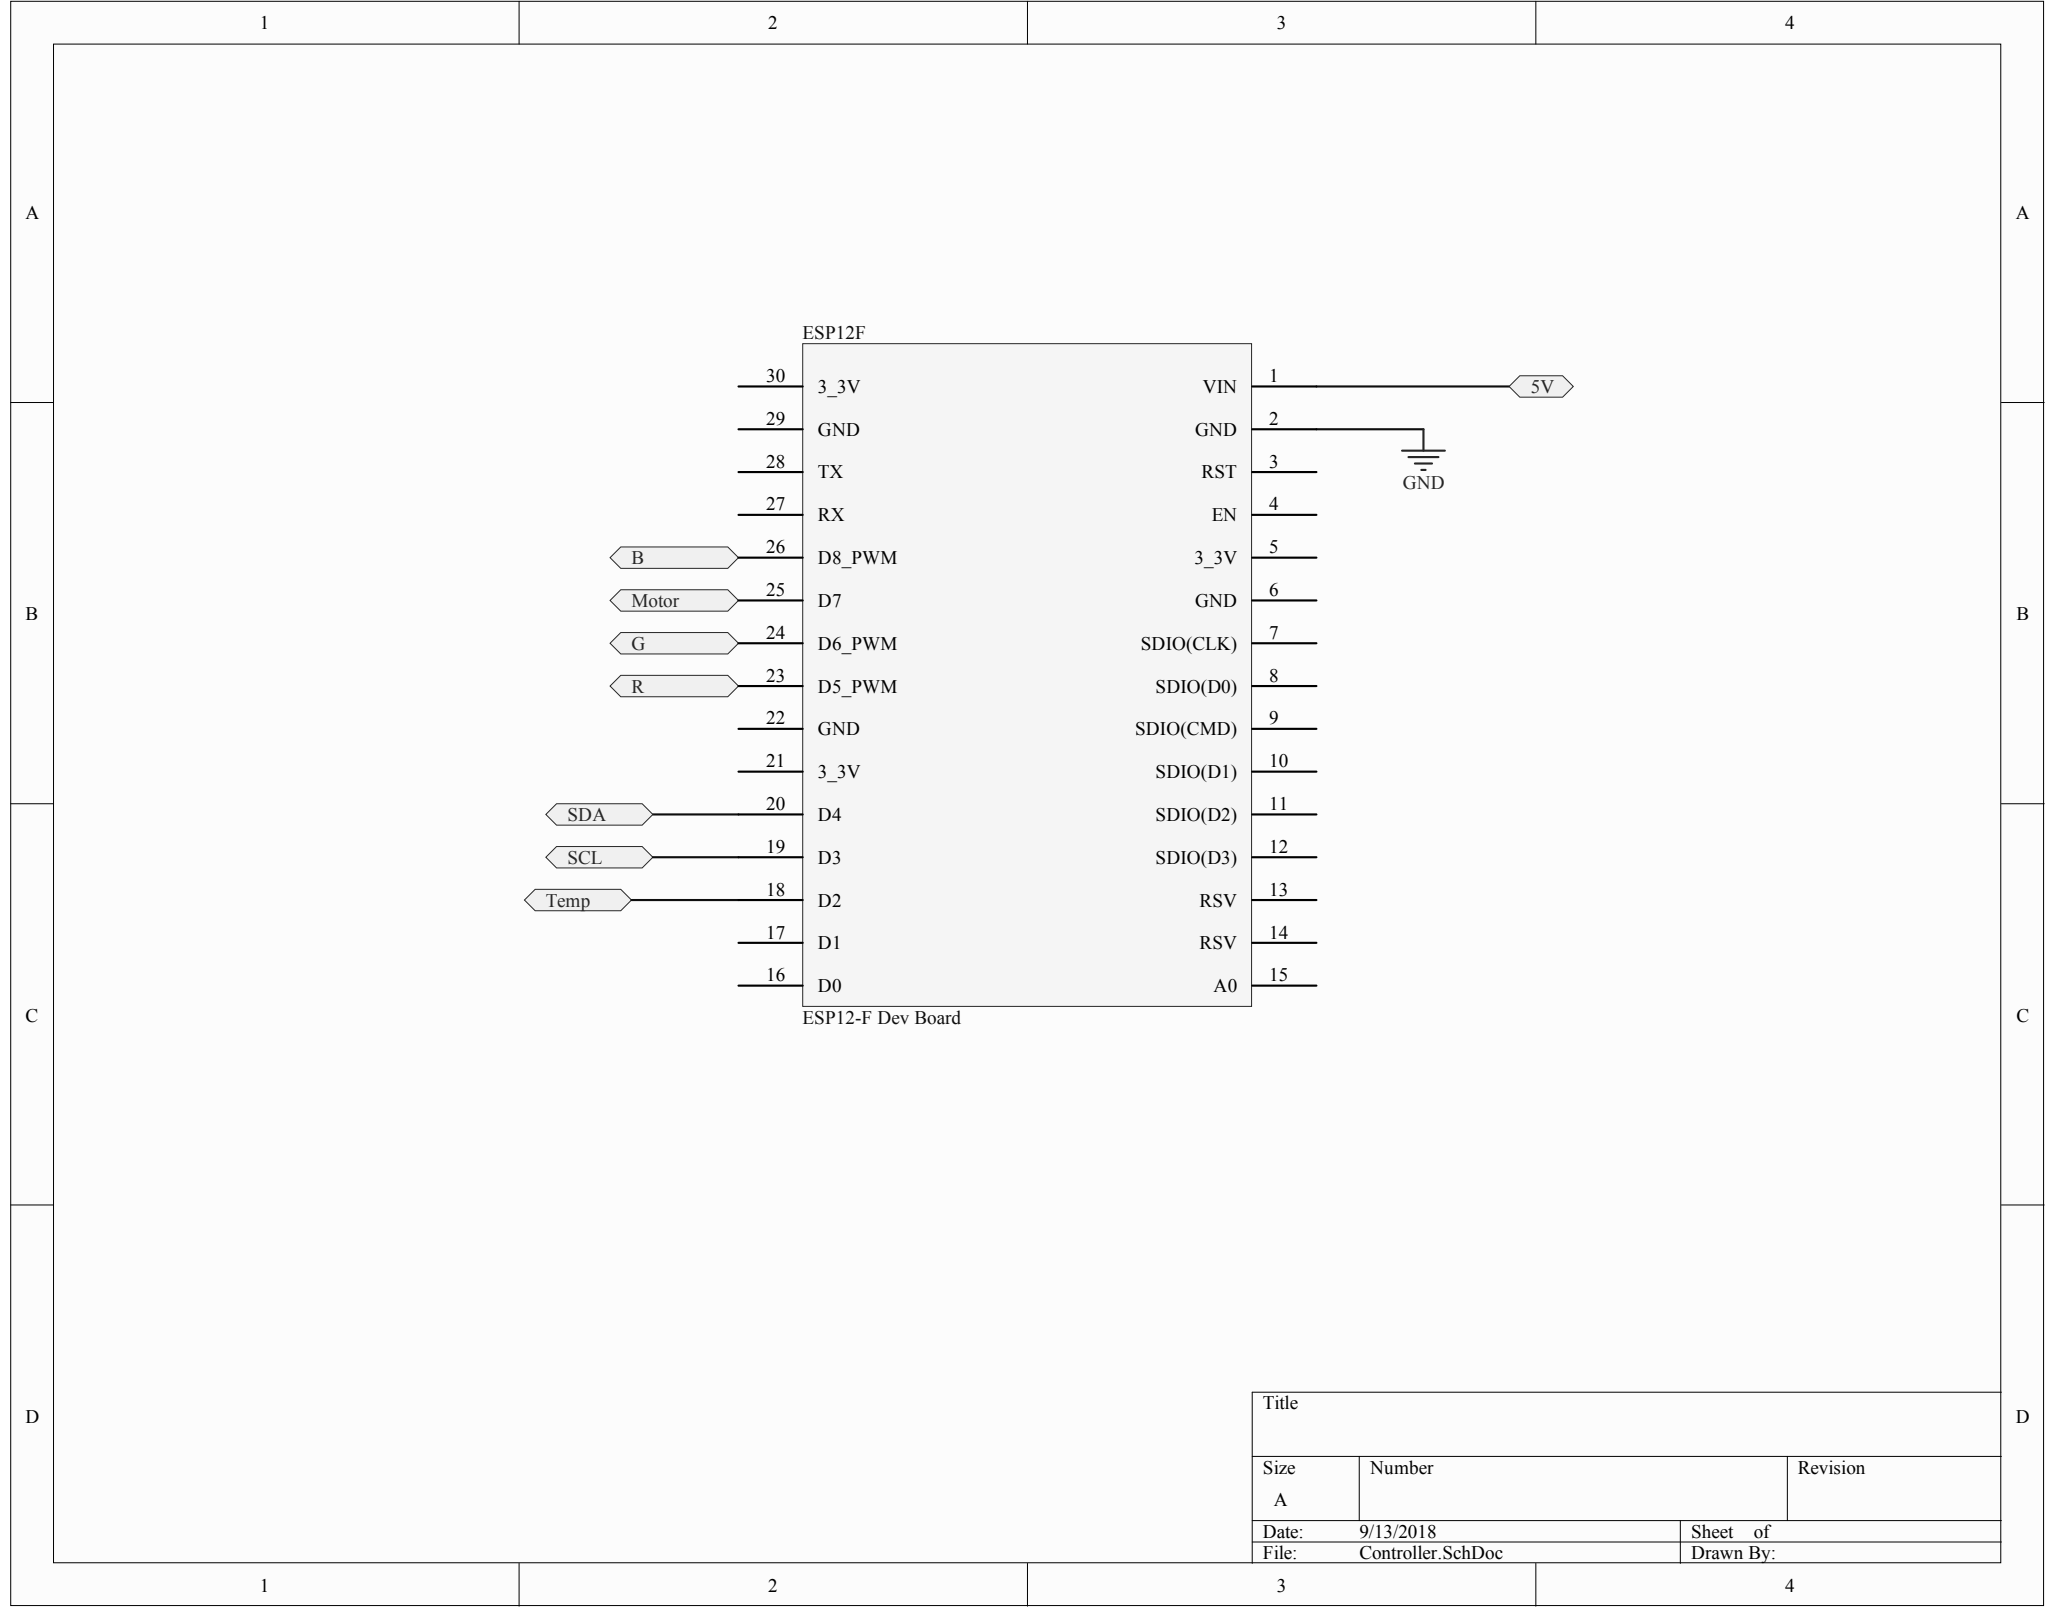 1 2 3 4
A A
ESP12F
30 3_3V VIN 1 5V
29 GND GND 2
28 TX RST 3
GND
27 RX EN 4
B 26 D8_PWM 3_3V 5
Motor 25 D7 GND 6
B B
G 24 D6_PWM SDIO(CLK) 7
R 23 D5_PWM SDIO(D0) 8
22 GND SDIO(CMD) 9
21 3_3V SDIO(D1) 10
SDA 20 D4 SDIO(D2) 11
SCL 19 D3 SDIO(D3) 12
Temp 18 D2 RSV 13
17 D1 RSV 14
16 D0 A0 15
C C
ESP12-F Dev Board
Title
D D
Size Number Revision
A
Date: 9/13/2018 Sheet of
File: Controller.SchDoc Drawn By:
1 2 3 4